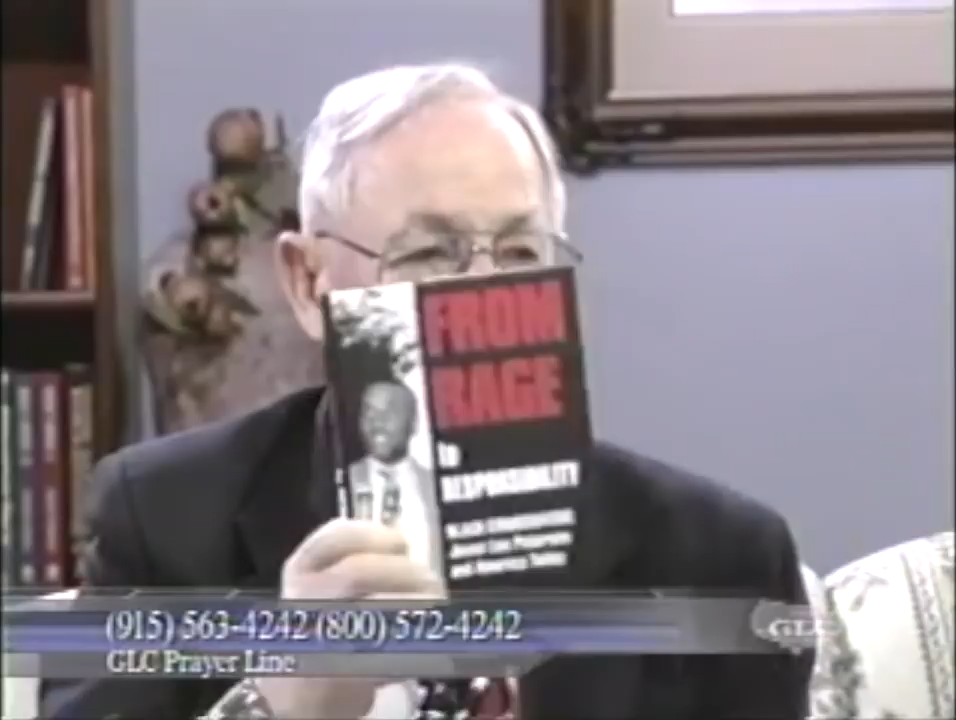 FROM
RAGE
to
RESPONSIBILITY
BLACK CONSERVATIVE
Jesse Lee Peterson
and America Today
(915) 563-4242 (800) 572-4242
GLC Prayer Line
GLC